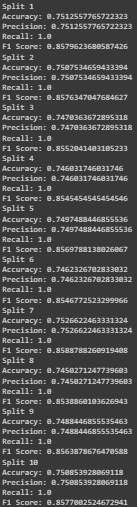 Split 1
Accuracy: 0.7512557765722323
Precision: 0.7512557765722323
Recall: 1.0
F1 Score: 0.8579623680587426
Split 2
Accuracy: 0.7507534659433394
Precision: 0.7507534659433394
Recall: 1.0
F1 Score: 0.8576347047684627
Split 3
Accuracy: 0.7470363672895318
Precision: 0.7470363672895318
Recall: 1.0
F1 Score: 0.8552041403105233
Split 4
Accuracy: 0.746031746031746
Precision: 0.746031746031746
Recall: 1.0
F1 Score: 0.8545454545454546
Split 5
Accuracy: 0.7497488446855536
Precision: 0.7497488446855536
Recall: 1.0
F1 Score: 0.8569788138026067
Split 6
Accuracy: 0.7462326702833032
Precision: 0.7462326702833032
Recall: 1.0
F1 Score: 0.8546772523299966
Split 7
Accuracy: 0.7526622463331324
Precision: 0.7526622463331324
Recall: 1.0
F1 Score: 0.8588788260919408
Split 8
Accuracy: 0.7450271247739603
Precision: 0.7450271247739603
Recall: 1.0
F1 Score: 0.8538860103626943
Split 9
Accuracy: 0.7488446855535463
Precision: 0.7488446855535463
Recall: 1.0
F1 Score: 0.8563878676470588
Split 10
Accuracy: 0.750853928069118
Precision: 0.750853928069118
Recall: 1.0
F1 Score: 0.8577002524672941